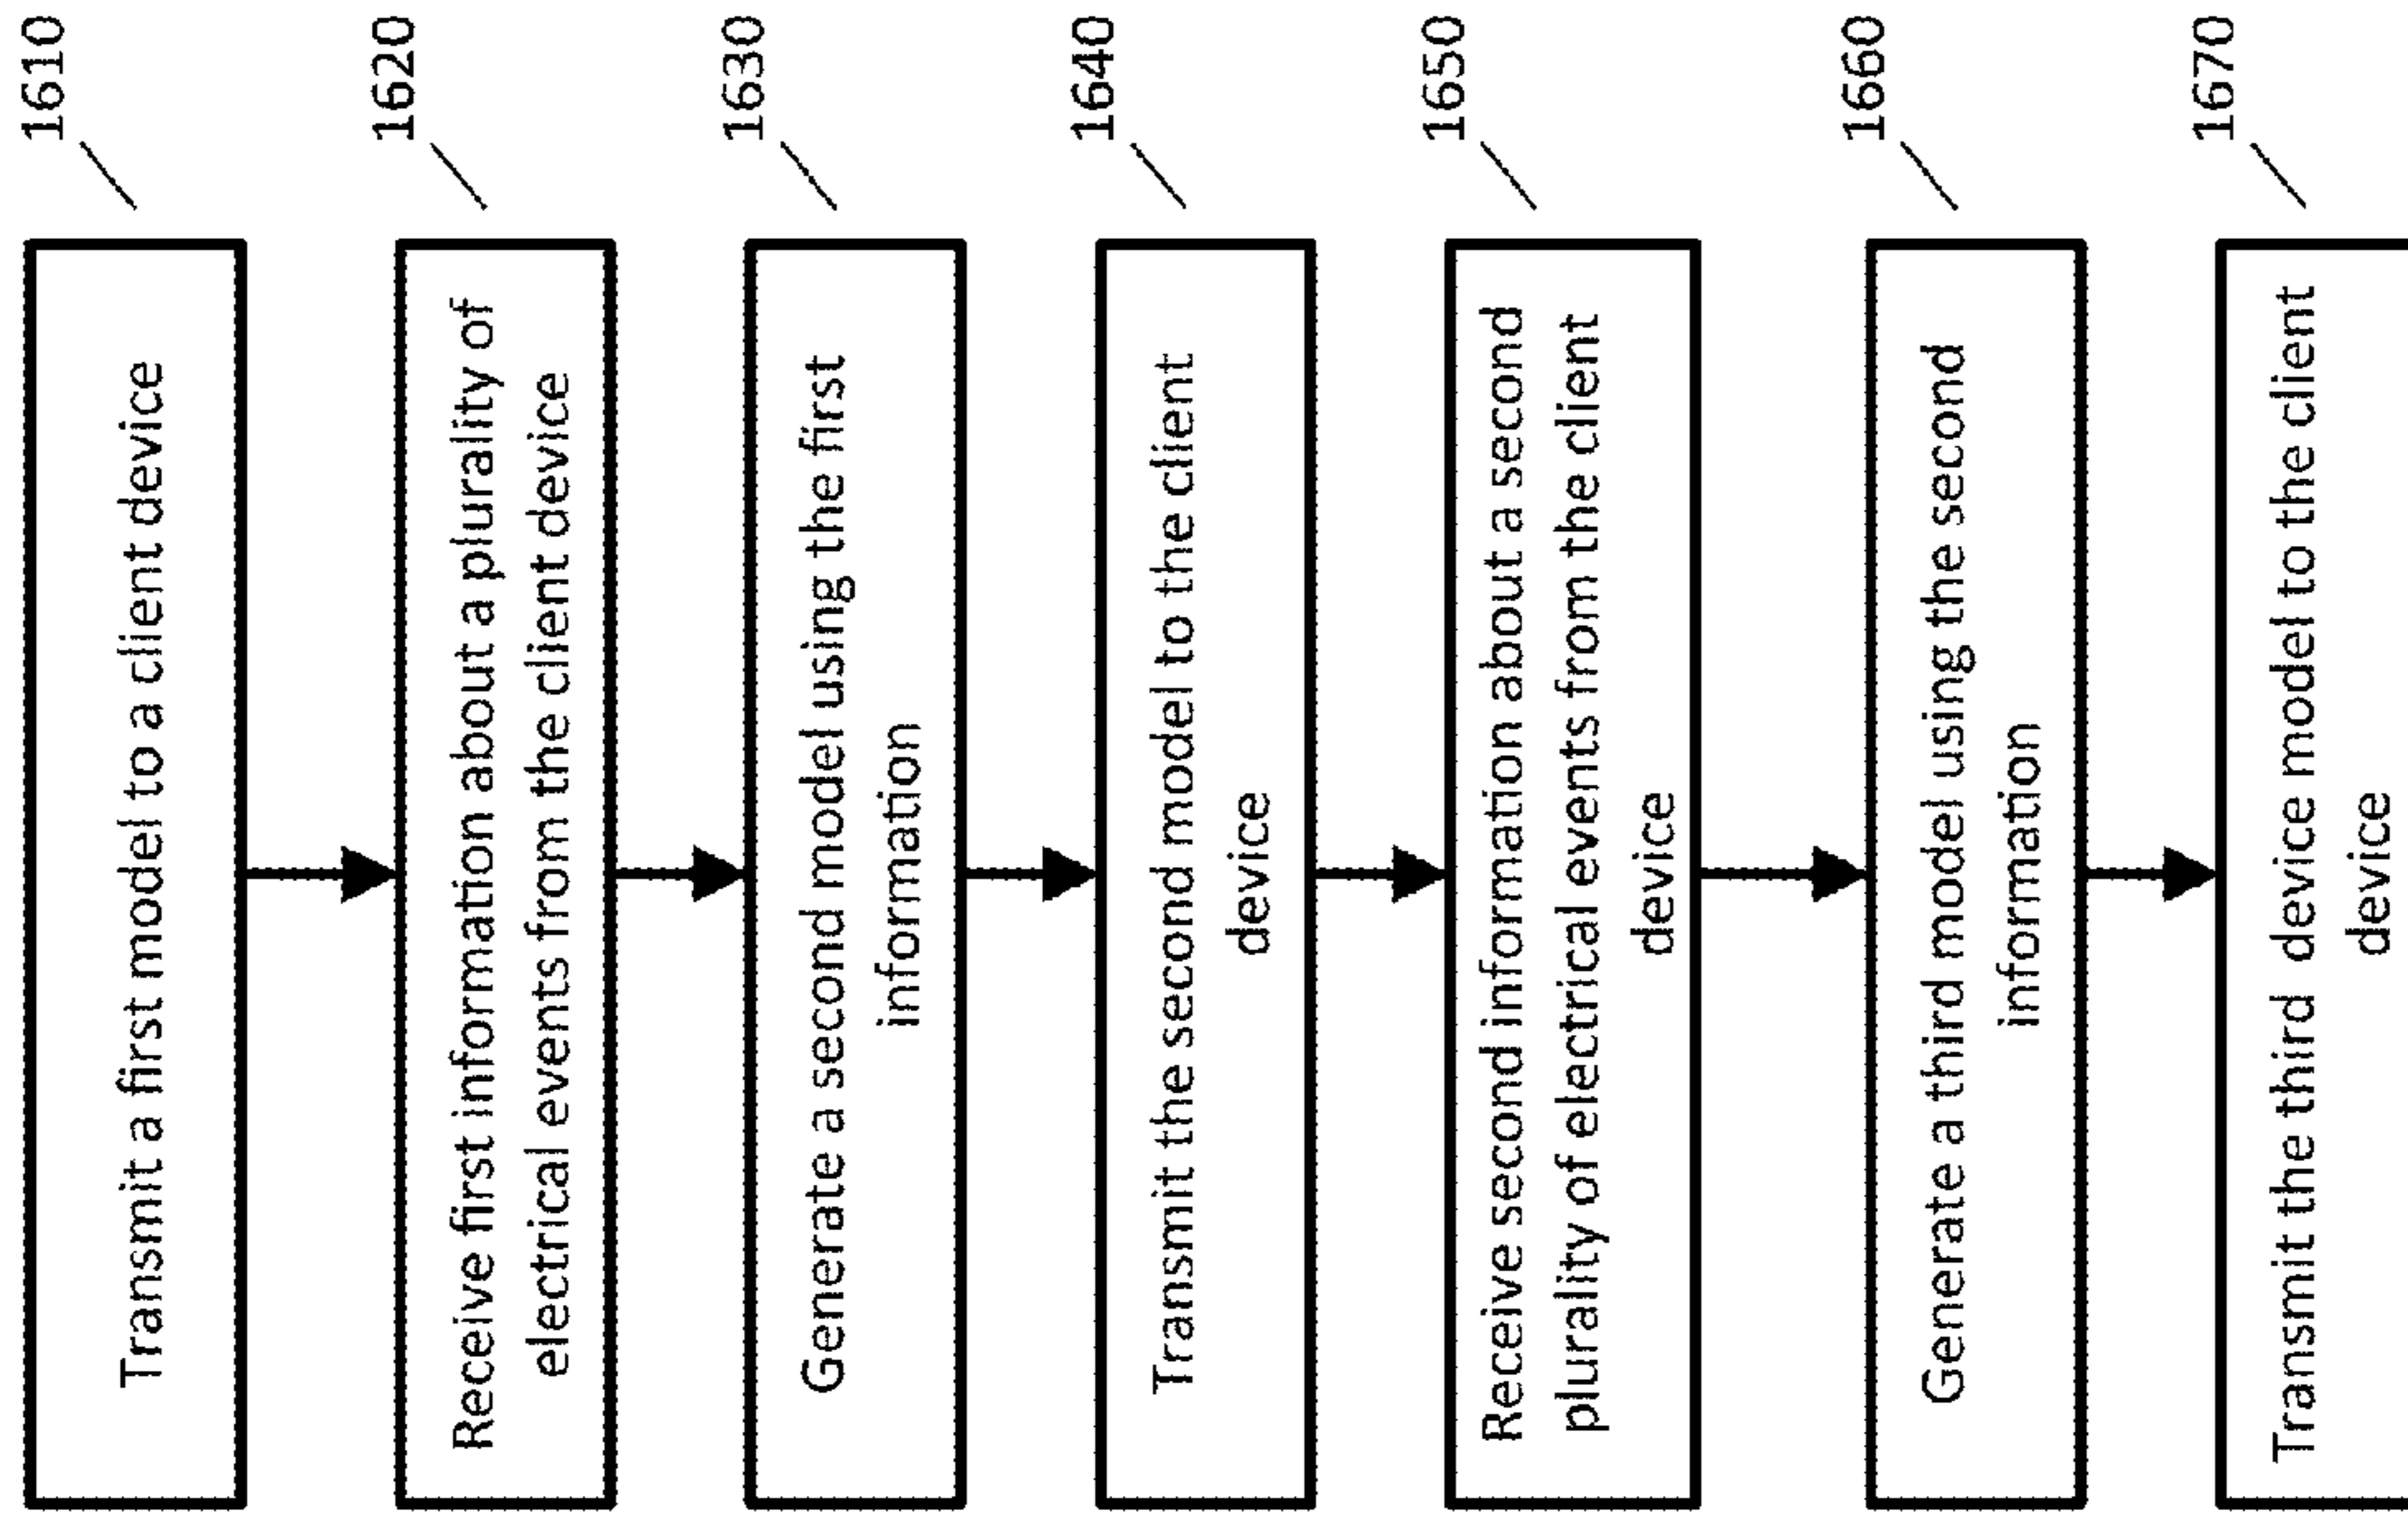 1610
Transmit a first model to a client device
1620
Receive first information about a plurality of
electrical events from the client device
1630
Generate a second model using the first
information
1640
Transmit the second model to the client
device
1650
Receive second information about a second
plurality of electrical events from the client
device
1660
Generate a third model using the second
information
1670
Transmit the third device model to the client
device